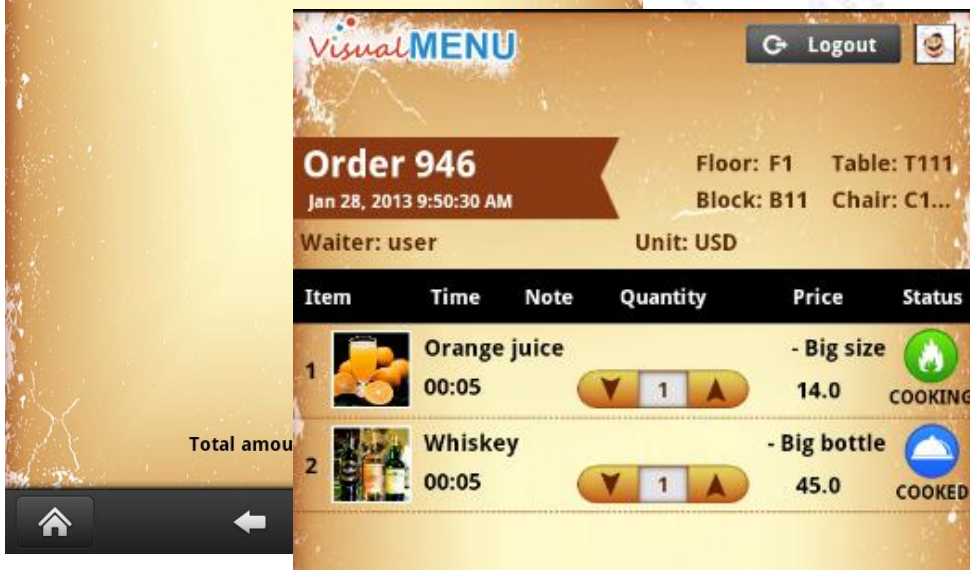 VisualMENU
Logout
Order 946
Jan 28, 2013 9:50:30 AM
Floor: F1 Table: T111
Block: B11 Chair: C1...
Waiter: user Unit: USD
Item Time Note Quantity Price Status
1 Orange juice - Big size
00:05 1 14.0 COOKING
2 Whiskey - Big bottle
00:05 1 45.0 COOKED
Total amou